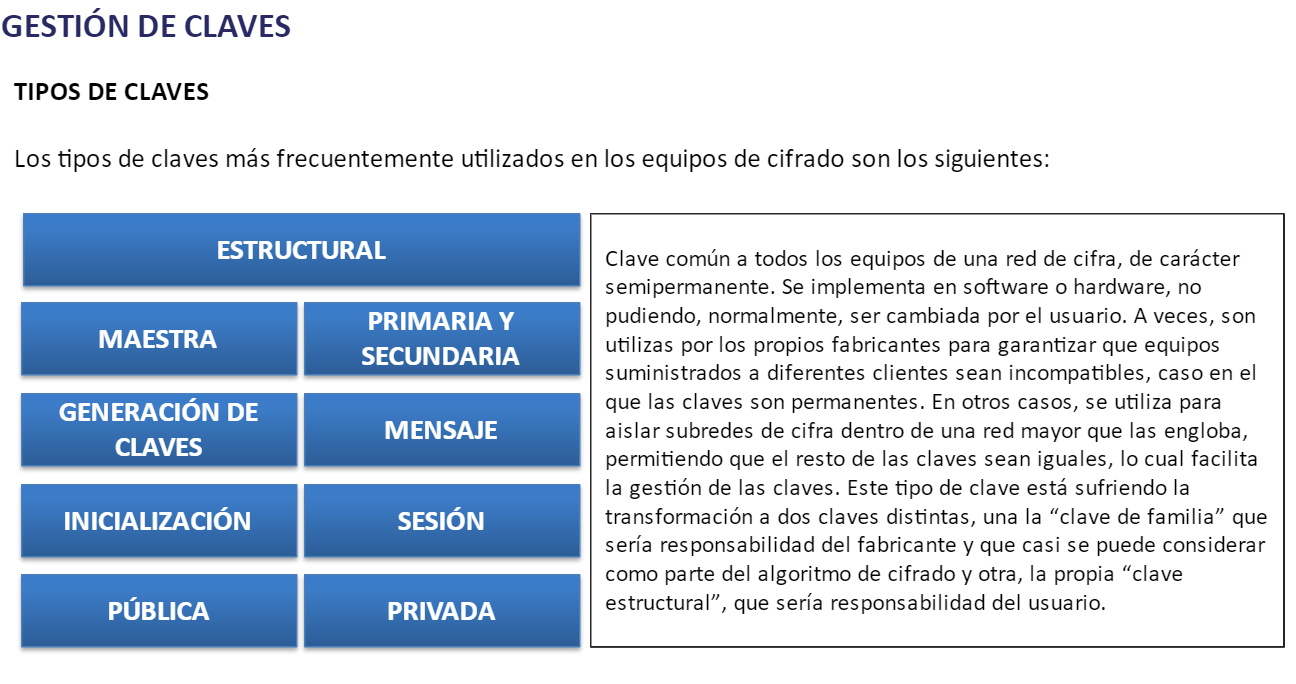 GESTIÓN DE CLAVES
TIPOS DE CLAVES
Los tipos de claves más frecuentemente utilizados en los equipos de cifrado son los siguientes:
ESTRUCTURAL
MAESTRA
PRIMARIA Y
SECUNDARIA
GENERACIÓN DE
CLAVES
MENSAJE
INICIALIZACIÓN
SESIÓN
PÚBLICA
PRIVADA
Clave común a todos los equipos de una red de cifra, de carácter
semipermanente. Se implementa en software o hardware, no
pudiendo, normalmente, ser cambiada por el usuario. A veces, son
utilizas por los propios fabricantes para garantizar que equipos
suministrados a diferentes clientes sean incompatibles, caso en el
que las claves son permanentes. En otros casos, se utiliza para
aislar subredes de cifra dentro de una red mayor que las engloba,
permitiendo que el resto de las claves sean iguales, lo cual facilita
la gestión de las claves. Este tipo de clave está sufriendo la
transformación a dos claves distintas, una la “clave de familia” que
sería responsabilidad del fabricante y que casi se puede considerar
como parte del algoritmo de cifrado y otra, la propia “clave
estructural”, que sería responsabilidad del usuario.